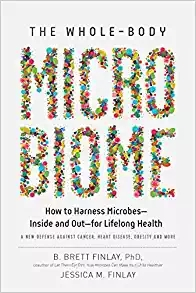 THE WHOLE-BODY
MICRO
BIOME
How to Harness Microbes—
Inside and Out—for Lifelong Health
A NEW DEFENSE AGAINST CANCER, HEART DISEASE, OBESITY AND MORE
B. BRETT FINLAY, PhD,
JESSICA M. FINLAY